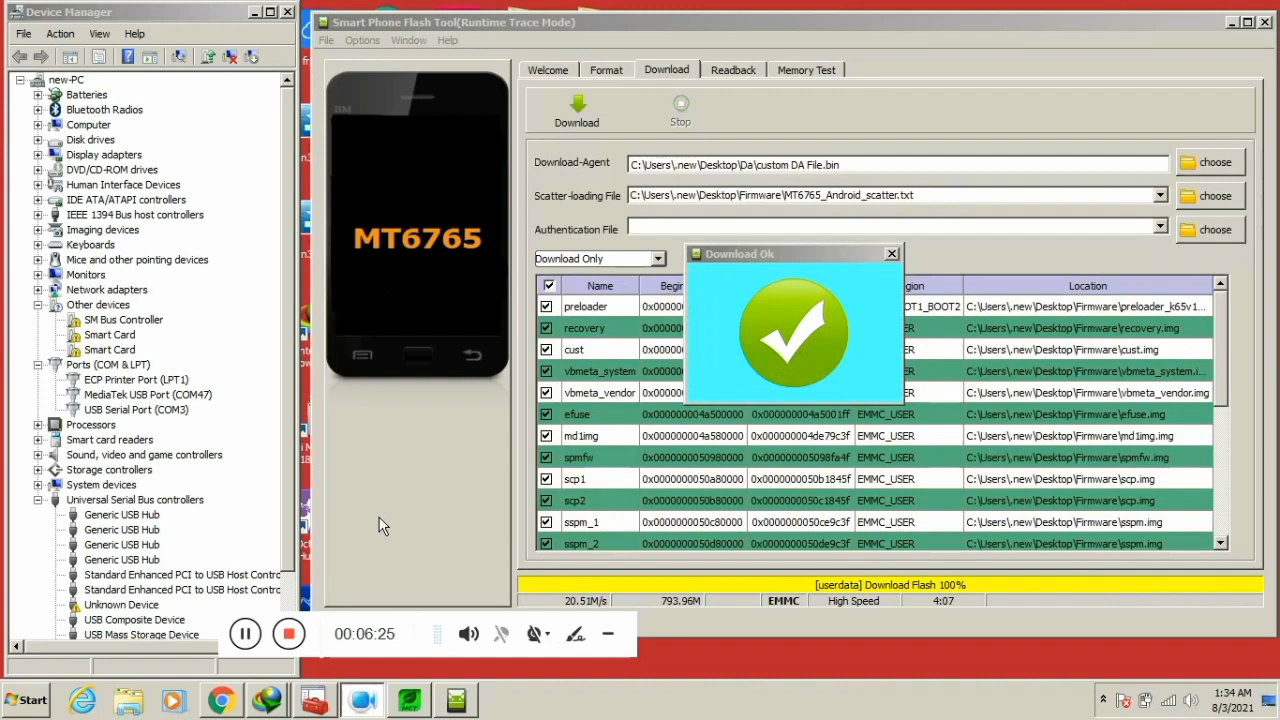 Device Manager
File Action View Help
new-PC
Batteries
Bluetooth Radios
Computer
Disk drives
Display adapters
DVD/CD-ROM drives
Human Interface Devices
IDE ATA/ATAPI controllers
IEEE 1394 Bus host controllers
Imaging devices
Keyboards
Mice and other pointing devices
Monitors
Network adapters
Other devices
SM Bus Controller
Smart Card
Smart Card
Ports (COM & LPT)
ECP Printer Port (LPT1)
MediaTek USB Port (COM47)
USB Serial Port (COM3)
Processors
Smart card readers
Sound, video and game controllers
Storage controllers
System devices
Universal Serial Bus controllers
Generic USB Hub
Generic USB Hub
Generic USB Hub
Generic USB Hub
Standard Enhanced PCI to USB Host Contro
Standard Enhanced PCI to USB Host Contro
Unknown Device
USB Composite Device
USB Mass Storage Device
Smart Phone Flash Tool(Runtime Trace Mode)
File Options Window Help
BM
MT6765
Welcome Format Download Readback Memory Test
Download Stop
Download-Agent C:\Users\.new\Desktop\Da\custom DA File.bin choose
Scatter-loading File C:\Users\.new\Desktop\Firmware\MT6765_Android_scatter.txt choose
Authentication File choose
Download Only
Download Ok
Name Begin gion Location
preloader 0x000000 OOT1_BOOT2 C:\Users\.new\Desktop\Firmware\preloader_k65v1...
recovery 0x000000 ER C:\Users\.new\Desktop\Firmware\recovery.img
cust 0x000000 ER C:\Users\.new\Desktop\Firmware\cust.img
vbmeta_system 0x000000 ER C:\Users\.new\Desktop\Firmware\vbmeta_system.i...
vbmeta_vendor 0x000000 ER C:\Users\.new\Desktop\Firmware\vbmeta_vendor.img
efuse 0x000000004a500000 0x000000004a5001ff EMMC_USER C:\Users\.new\Desktop\Firmware\efuse.img
md1img 0x000000004a580000 0x000000004de79c3f EMMC_USER C:\Users\.new\Desktop\Firmware\md1img.img
spmfw 0x0000000050980000 0x000000005098fa4f EMMC_USER C:\Users\.new\Desktop\Firmware\spmfw.img
scp1 0x0000000050a80000 0x0000000050b1845f EMMC_USER C:\Users\.new\Desktop\Firmware\scp.img
scp2 0x0000000050b80000 0x0000000050c1845f EMMC_USER C:\Users\.new\Desktop\Firmware\scp.img
sspm_1 0x0000000050c80000 0x0000000050ce9c3f EMMC_USER C:\Users\.new\Desktop\Firmware\sspm.img
sspm_2 0x0000000050d80000 0x0000000050de9c3f EMMC_USER C:\Users\.new\Desktop\Firmware\sspm.img
[userdata] Download Flash 100%
20.51M/s 793.96M EMMC High Speed 4:07
00:06:25
Start
MCT
1:34 AM
8/3/2021